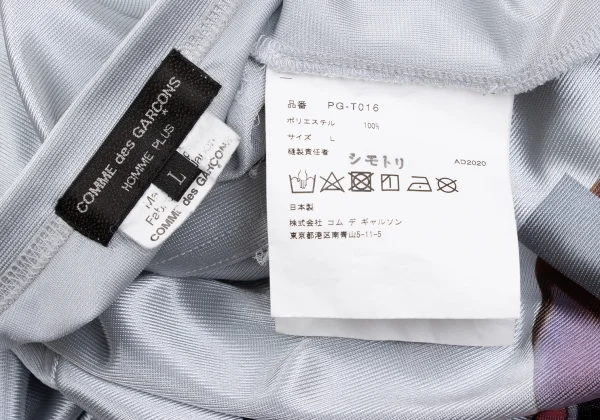 COMME des GARÇONS
HOMME PLUS
L
COMME des GARÇONS
品番 PG-T016
ポリエステル 100%
サイズ L
縫製責任者 シモトリ AD2020
日本製
株式会社 コム デ ギャルソン
東京都港区南青山5-11-5